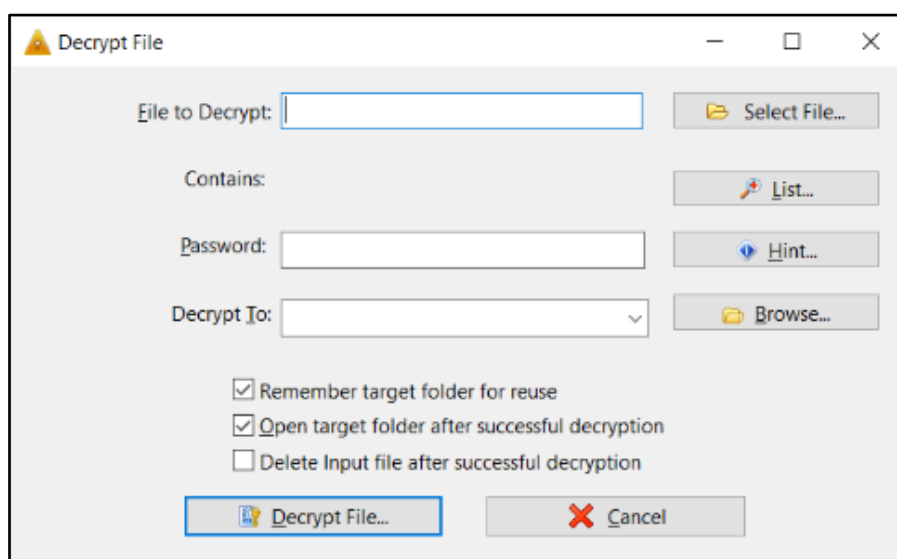 Decrypt File
File to Decrypt: Select File...
Contains: List...
Password: Hint...
Decrypt To: Browse...
Remember target folder for reuse
Open target folder after successful decryption
Delete Input file after successful decryption
Decrypt File... Cancel